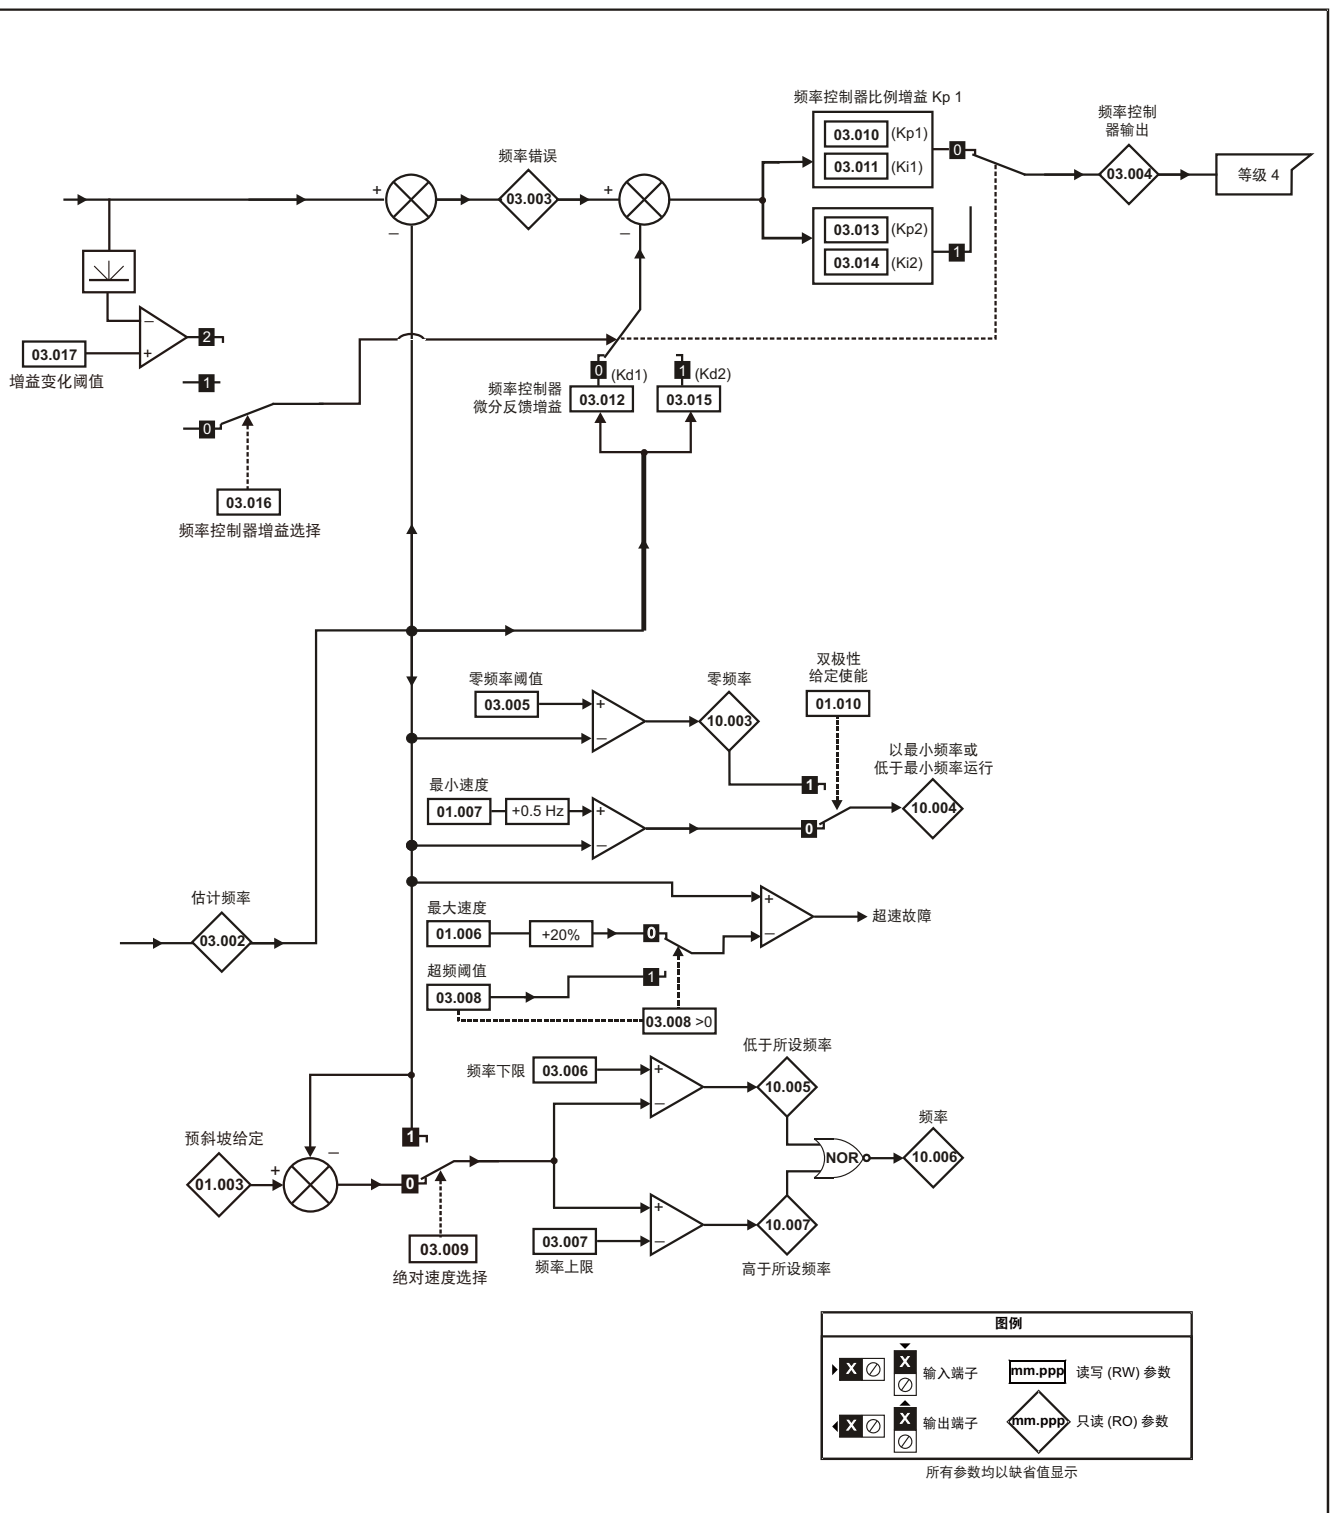 频率控制器比例增益 Kp 1
03.010 (Kp1)
03.011 (Ki1)
0
03.013 (Kp2)
03.014 (Ki2)
1
频率控制
器输出
03.004
等级 4
频率错误
+
03.003
+
−
−
−
+
2
03.017
增益变化阈值
1
0
03.016
频率控制器增益选择
0 (Kd1)
1 (Kd2)
频率控制器
微分反馈增益
03.012
03.015
双极性
给定使能
01.010
零频率阈值
03.005
+
−
零频率
10.003
1
以最小频率或
低于最小频率运行
10.004
最小速度
01.007
+0.5 Hz
+
−
0
估计频率
03.002
最大速度
01.006
+20%
0
+
−
超速故障
超频阈值
03.008
1
03.008 >0
低于所设频率
频率下限
03.006
+
−
10.005
频率
NOR
10.006
预斜坡给定
01.003
+
−
1
0
03.009
绝对速度选择
+
−
10.007
03.007
频率上限
高于所设频率
图例
X
X
输入端子
mm.ppp
读写 (RW) 参数
X
X
输出端子
mm.ppp
只读 (RO) 参数
所有参数均以缺省值显示